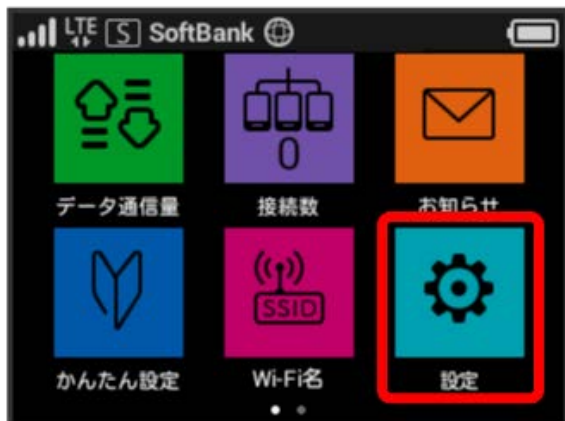 LTE S SoftBank
0
データ通信量 接続数 お知らせ
SSID
かんたん設定 Wi-Fi名 設定